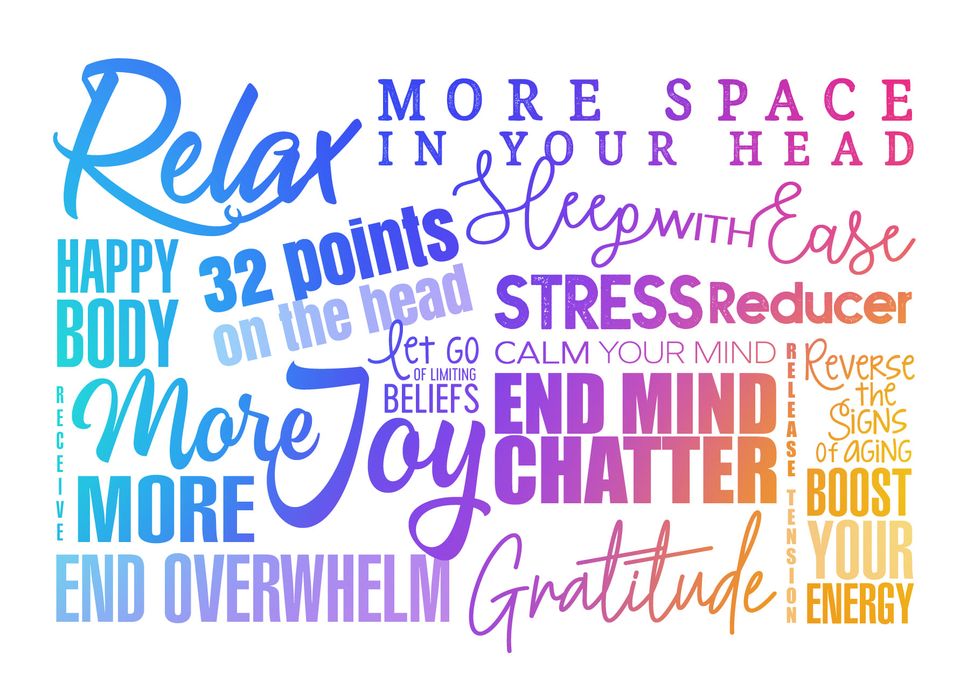 Relax
MORE SPACE
IN YOUR HEAD
Sleep WITH Ease
HAPPY
BODY
32 points
on the head
STRESS Reducer
Let GO
OF LIMITING
BELIEFS
CALM YOUR MIND
END MIND
CHATTER
RELEASE TENSION
Reverse
the
SiGNS
of aGiNG
BOOST
YOUR
ENERGY
More Joy
RECEIVE
MORE
END OVERWHELM
Gratitude